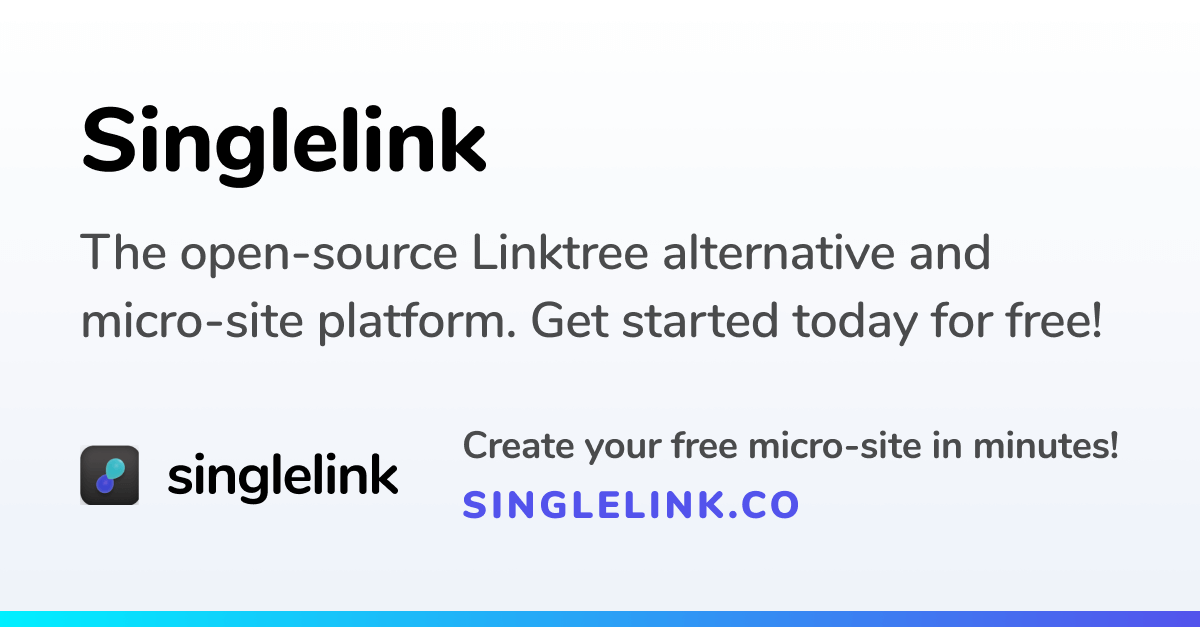 Singlelink
The open-source Linktree alternative and
micro-site platform. Get started today for free!
singlelink
Create your free micro-site in minutes!
SINGLELINK.CO